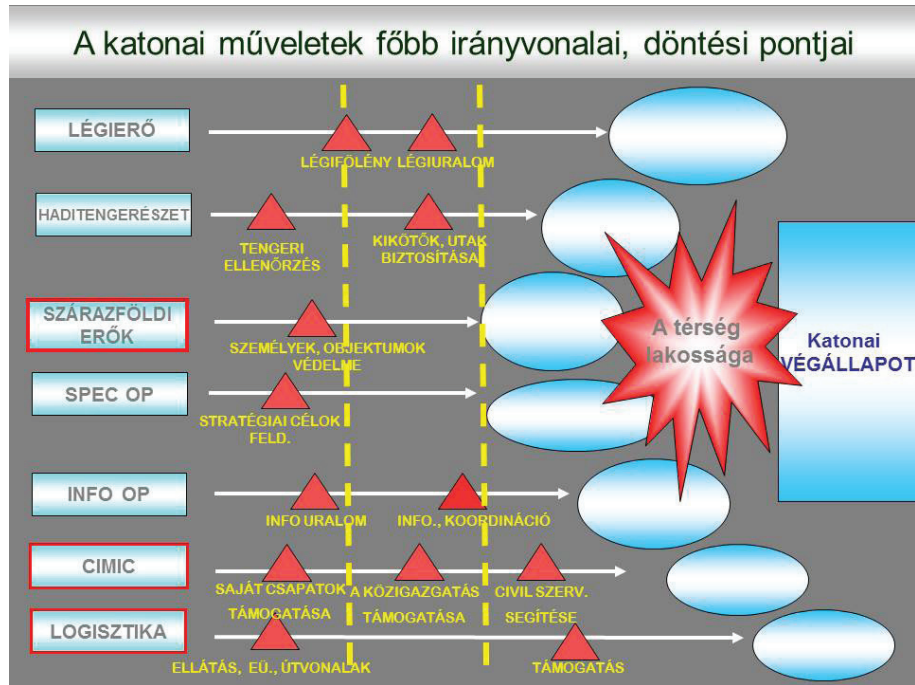 A katonai műveletek főbb irányvonalai, döntési pontjai
LÉGIERŐ
LÉGIFÖLÉNY LÉGIURALOM
HADITENGERÉSZET
TENGERI
ELLENŐRZÉS
KIKÖTŐK, UTAK
BIZTOSÍTÁSA
SZÁRAZFÖLDI
ERŐK
SZEMÉLYEK, OBJEKTUMOK
VÉDELME
A térség
lakossága
Katonai
VÉGÁLLAPOT
SPEC OP
STRATÉGIAI CÉLOK
FELD.
INFO OP
INFO URALOM
INFO., KOORDINÁCIÓ
CIMIC
SAJÁT CSAPATOK
TÁMOGATÁSA
A KÖZIGAZGATÁS
TÁMOGATÁSA
CIVIL SZERV.
SEGÍTÉSE
LOGISZTIKA
ELLÁTÁS, EÜ., ÚTVONALAK
TÁMOGATÁS